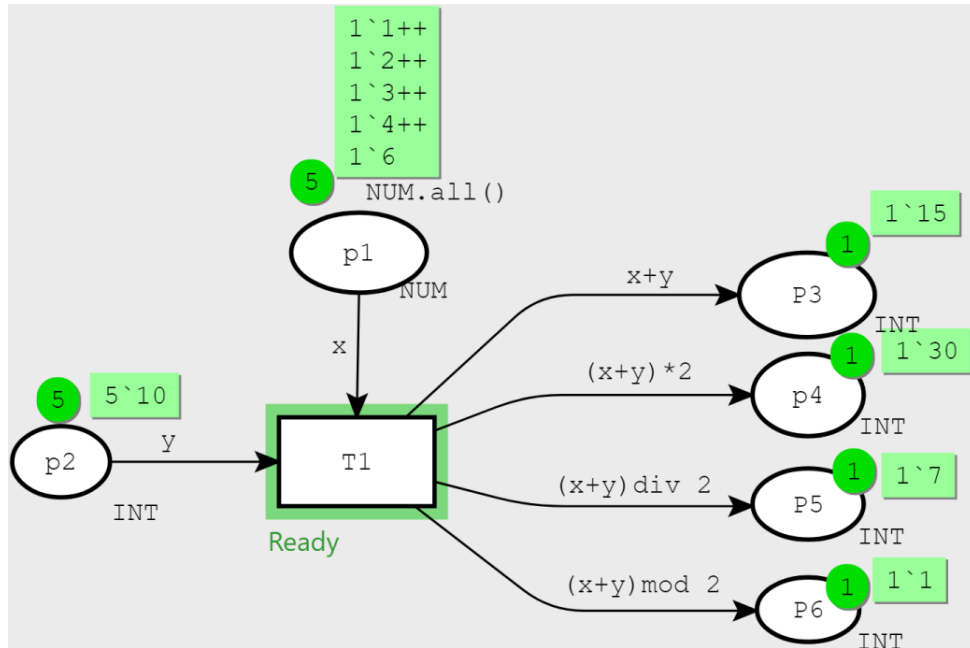 1`1++
1`2++
1`3++
1`4++
1`6
5
NUM.all()
p1
NUM
x
1`15
1
x+y
P3
INT
1`30
1
(x+y)*2
p4
INT
5
5`10
y
p2
INT
T1
Ready
1`7
1
(x+y)div 2
P5
INT
1`1
1
(x+y)mod 2
P6
INT